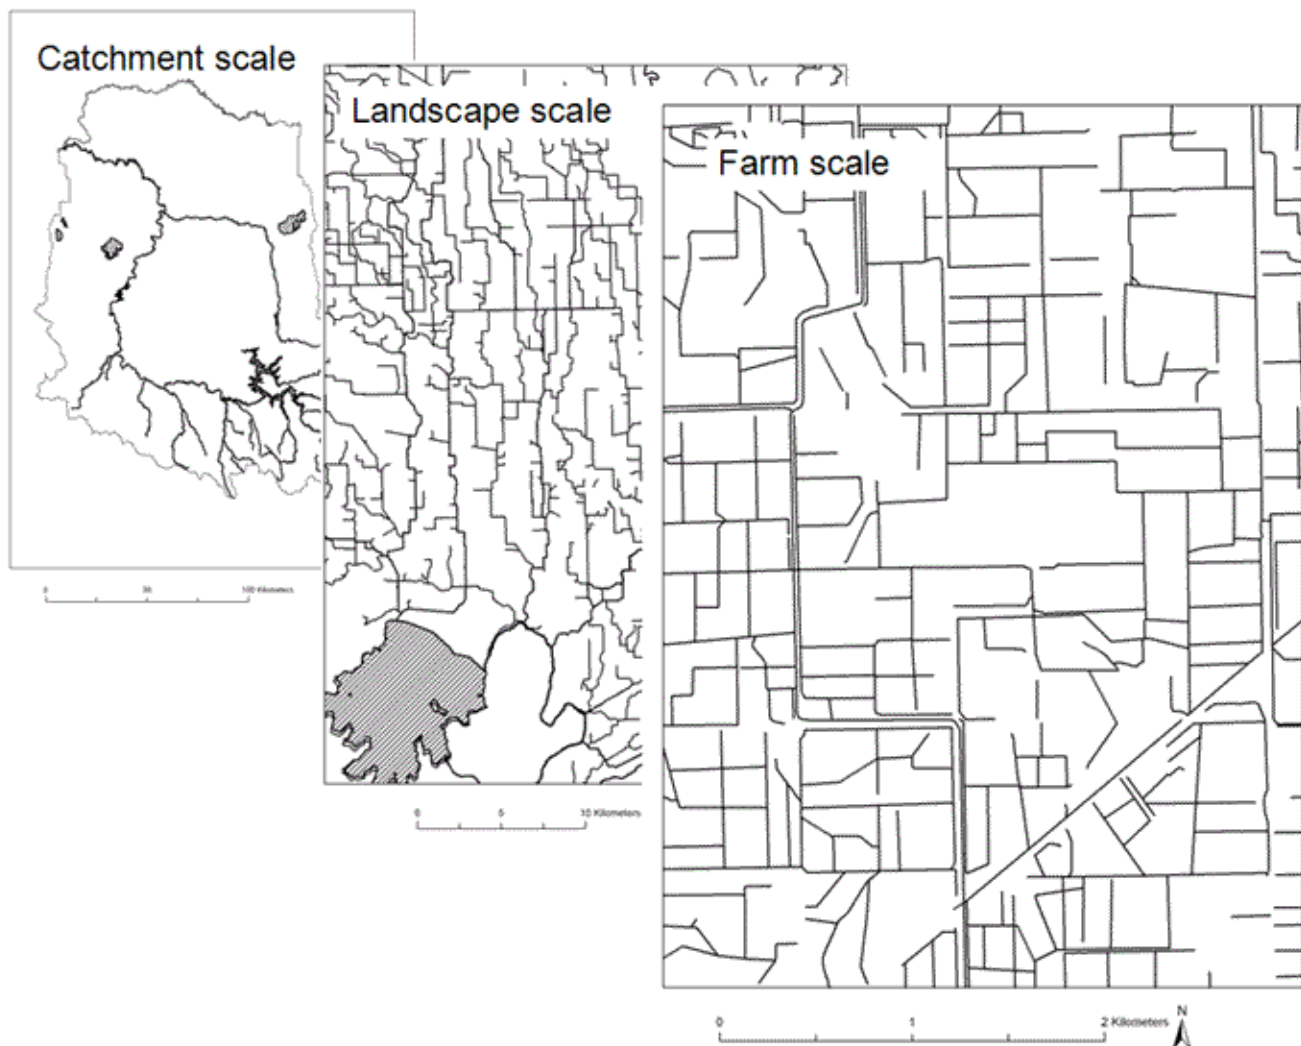 Catchment scale
Landscape scale
Farm scale
0 50 100 Kilometers
0 5 10 Kilometers
0 1 2 Kilometers
N